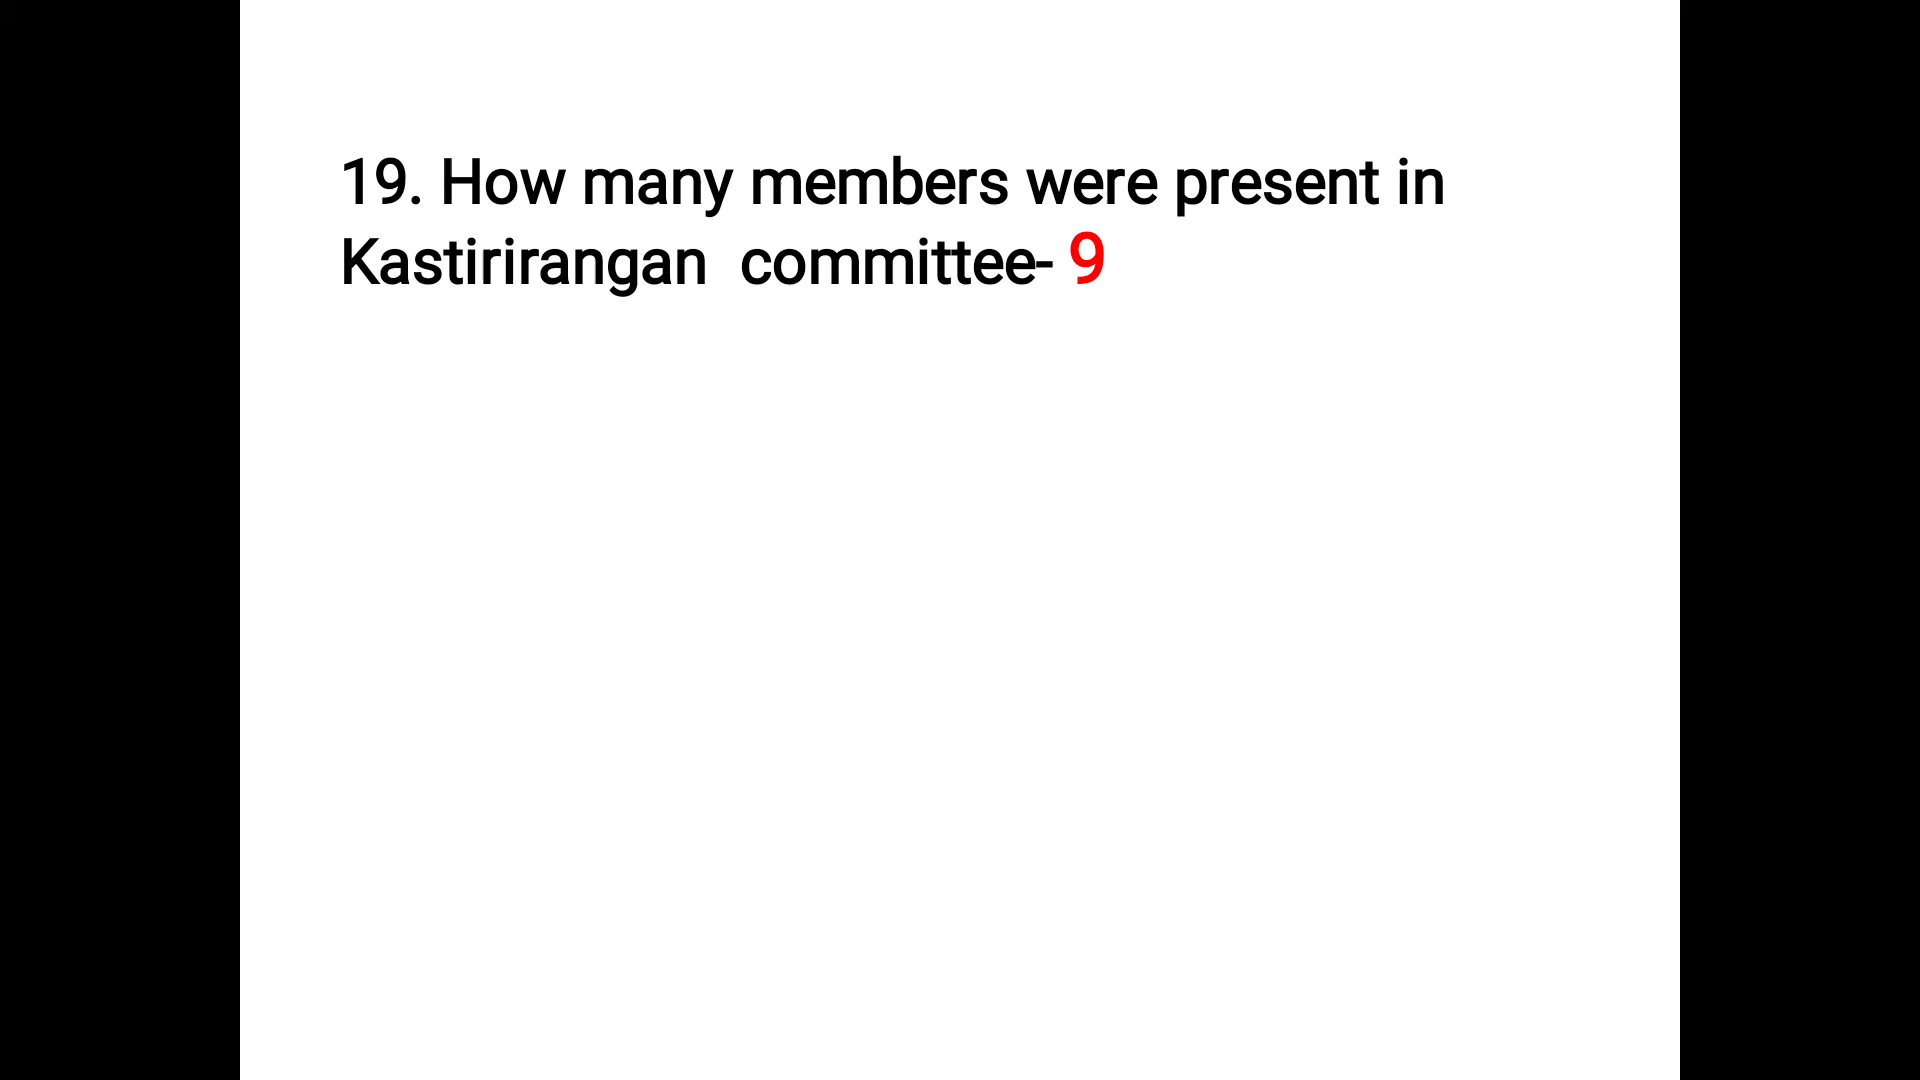 19. How many members were present in
Kastirirangan  committee- 9